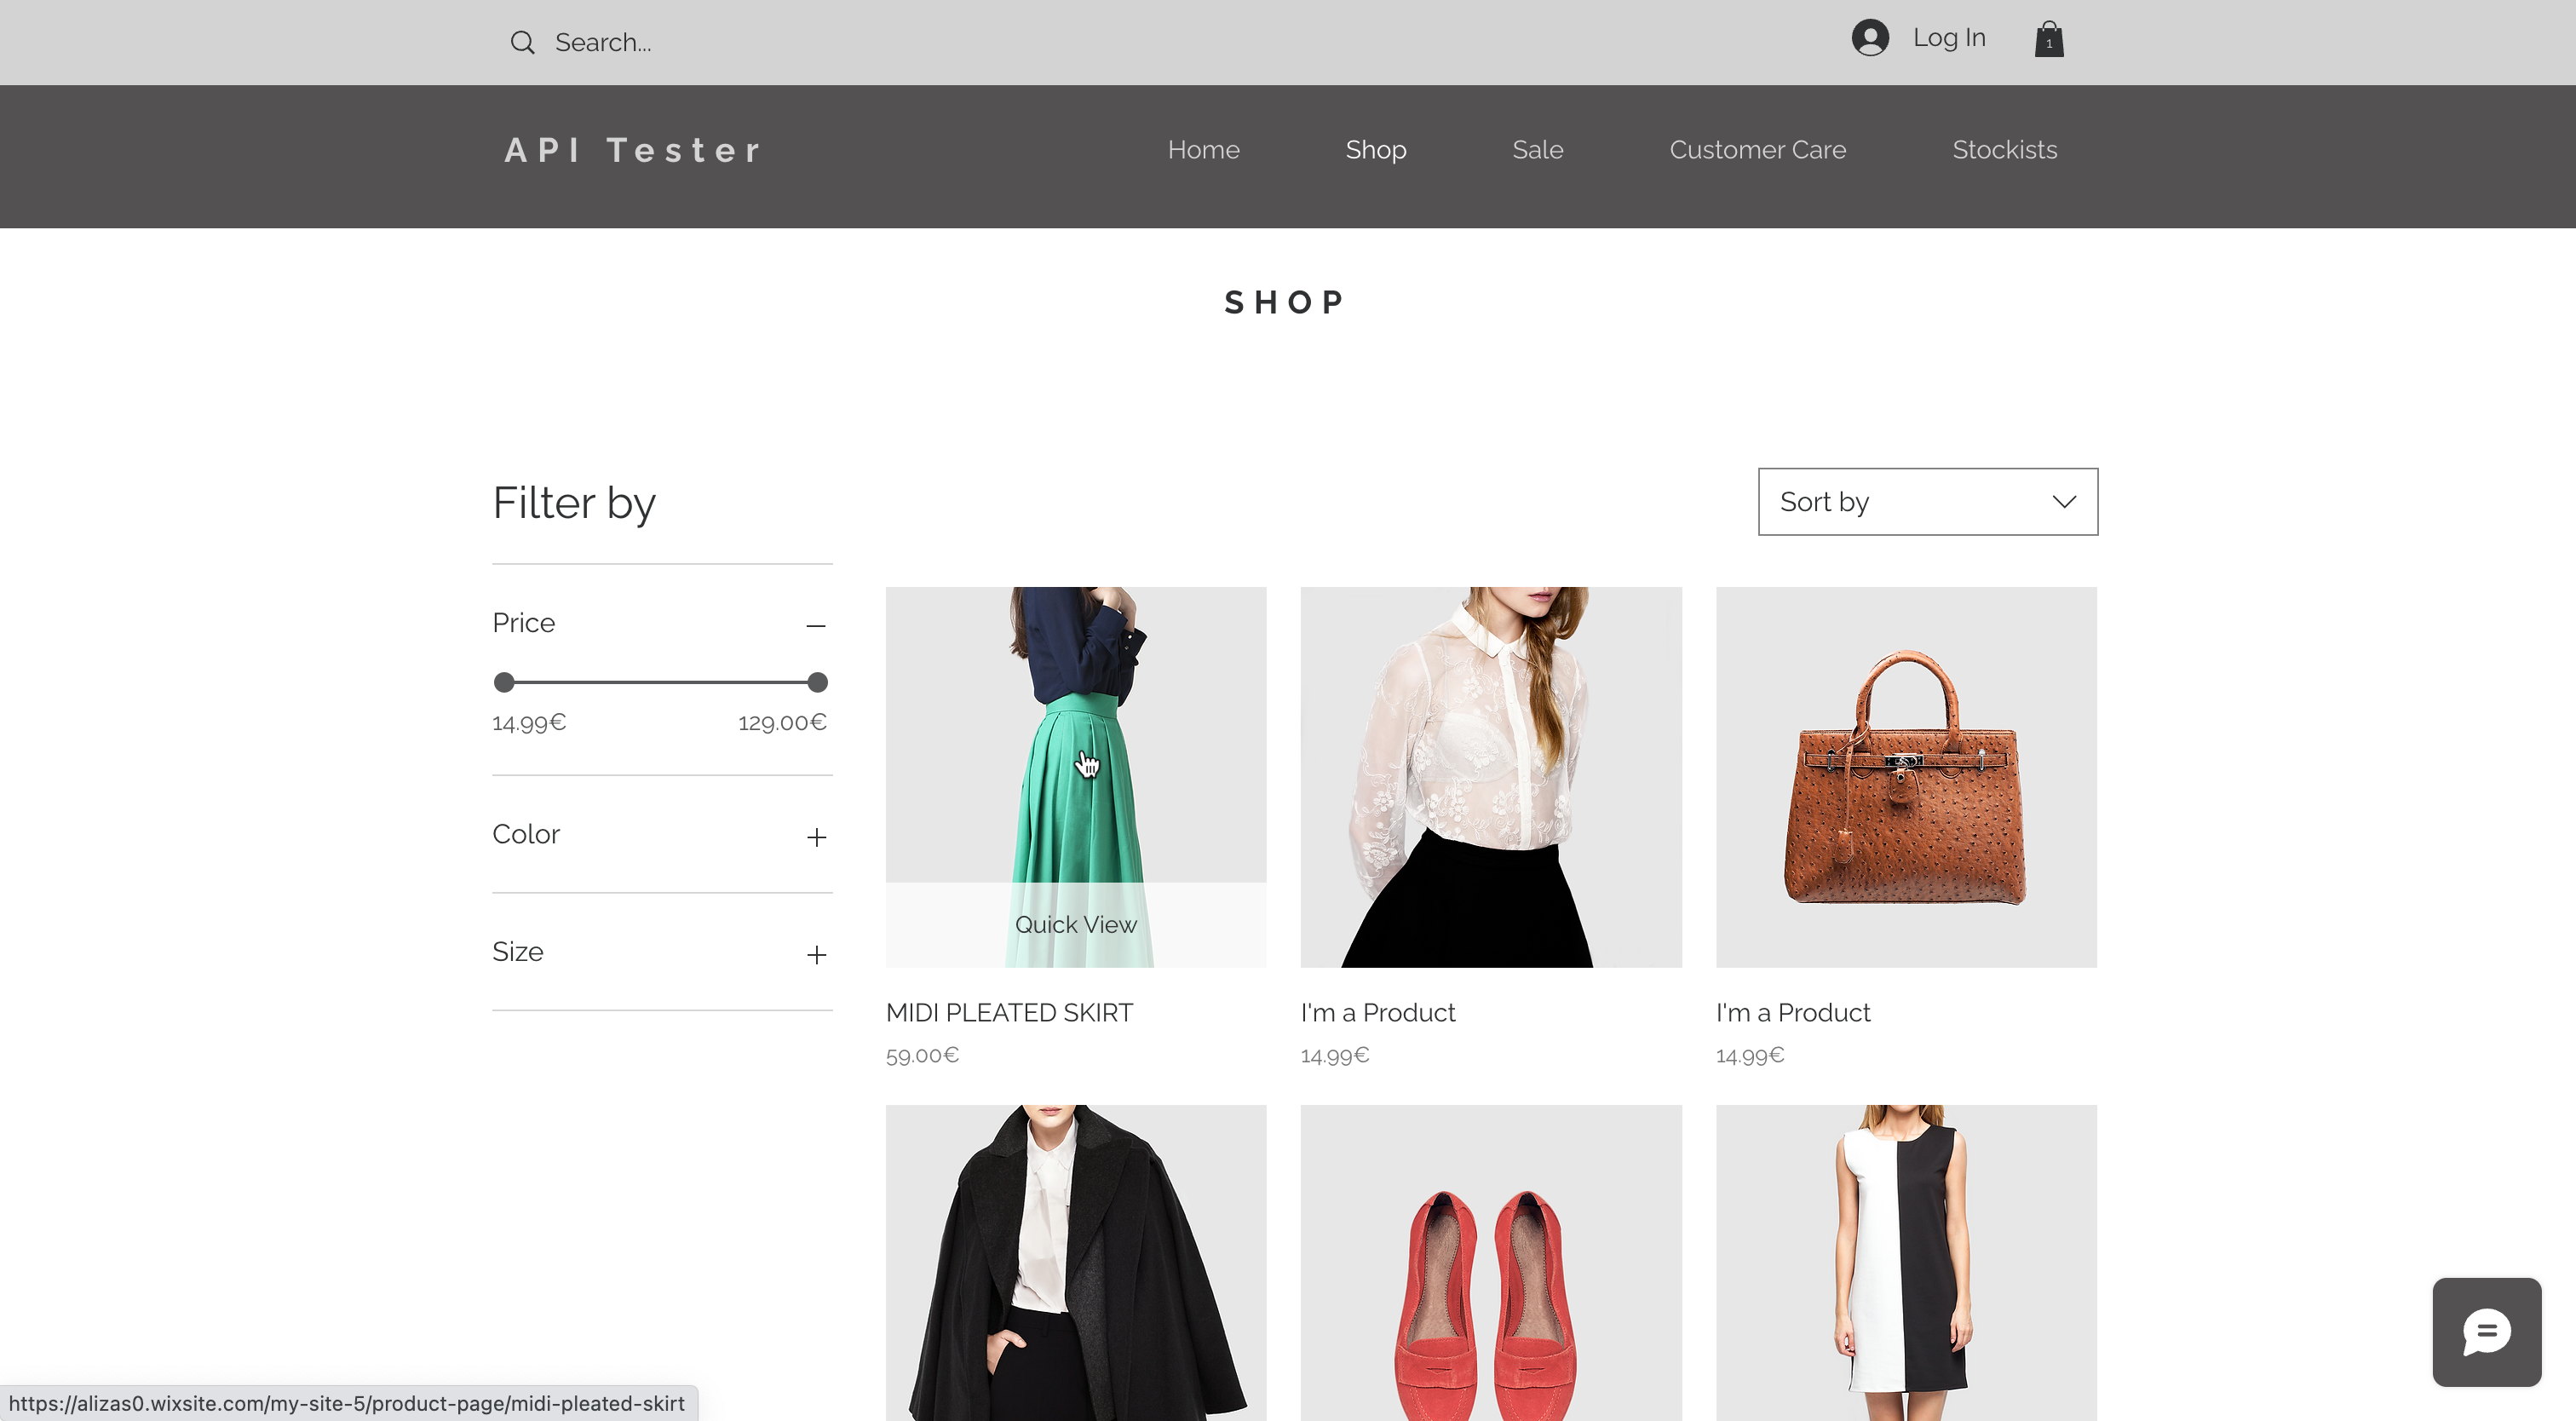 Search...
Log In
1
API Tester
Home
Shop
Sale
Customer Care
Stockists
SHOP
Filter by
Sort by
Price
14.99€
129.00€
Color
Size
Quick View
MIDI PLEATED SKIRT
59.00€
I'm a Product
14.99€
I'm a Product
14.99€
https://alizas0.wixsite.com/my-site-5/product-page/midi-pleated-skirt